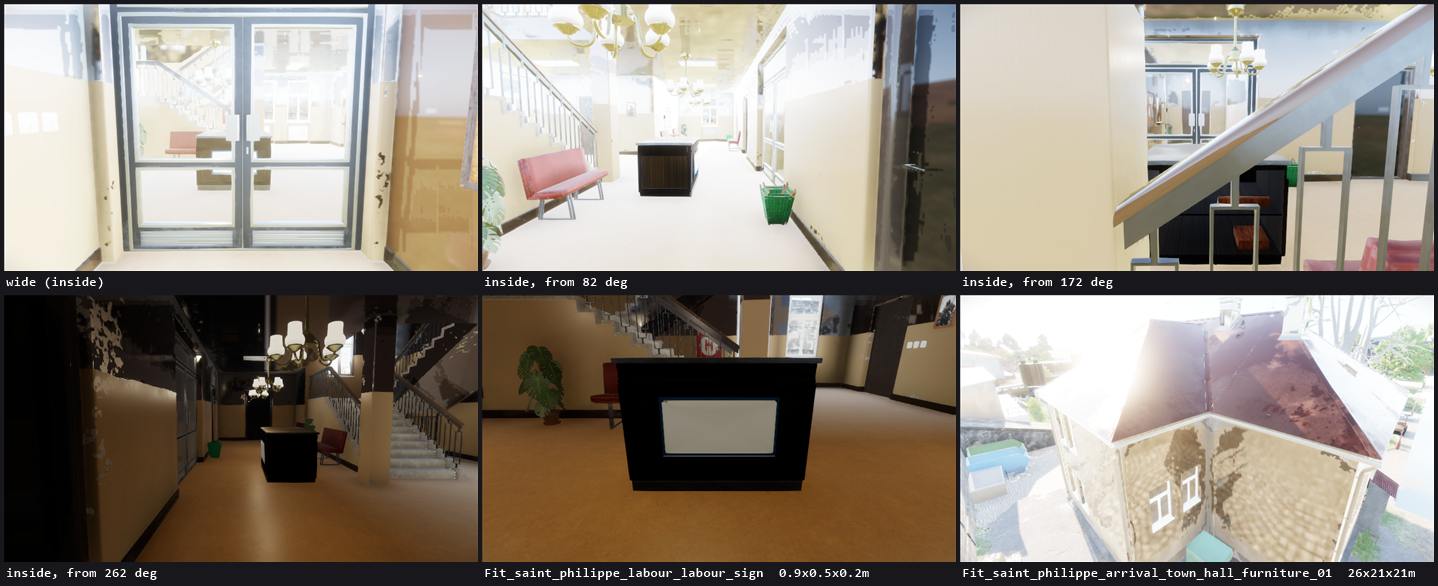 wide (inside)
inside, from 82 deg
inside, from 172 deg
inside, from 262 deg
Fit_saint_philippe_labour_labour_sign  0.9x0.5x0.2m
Fit_saint_philippe_arrival_town_hall_furniture_01  26x21x21m